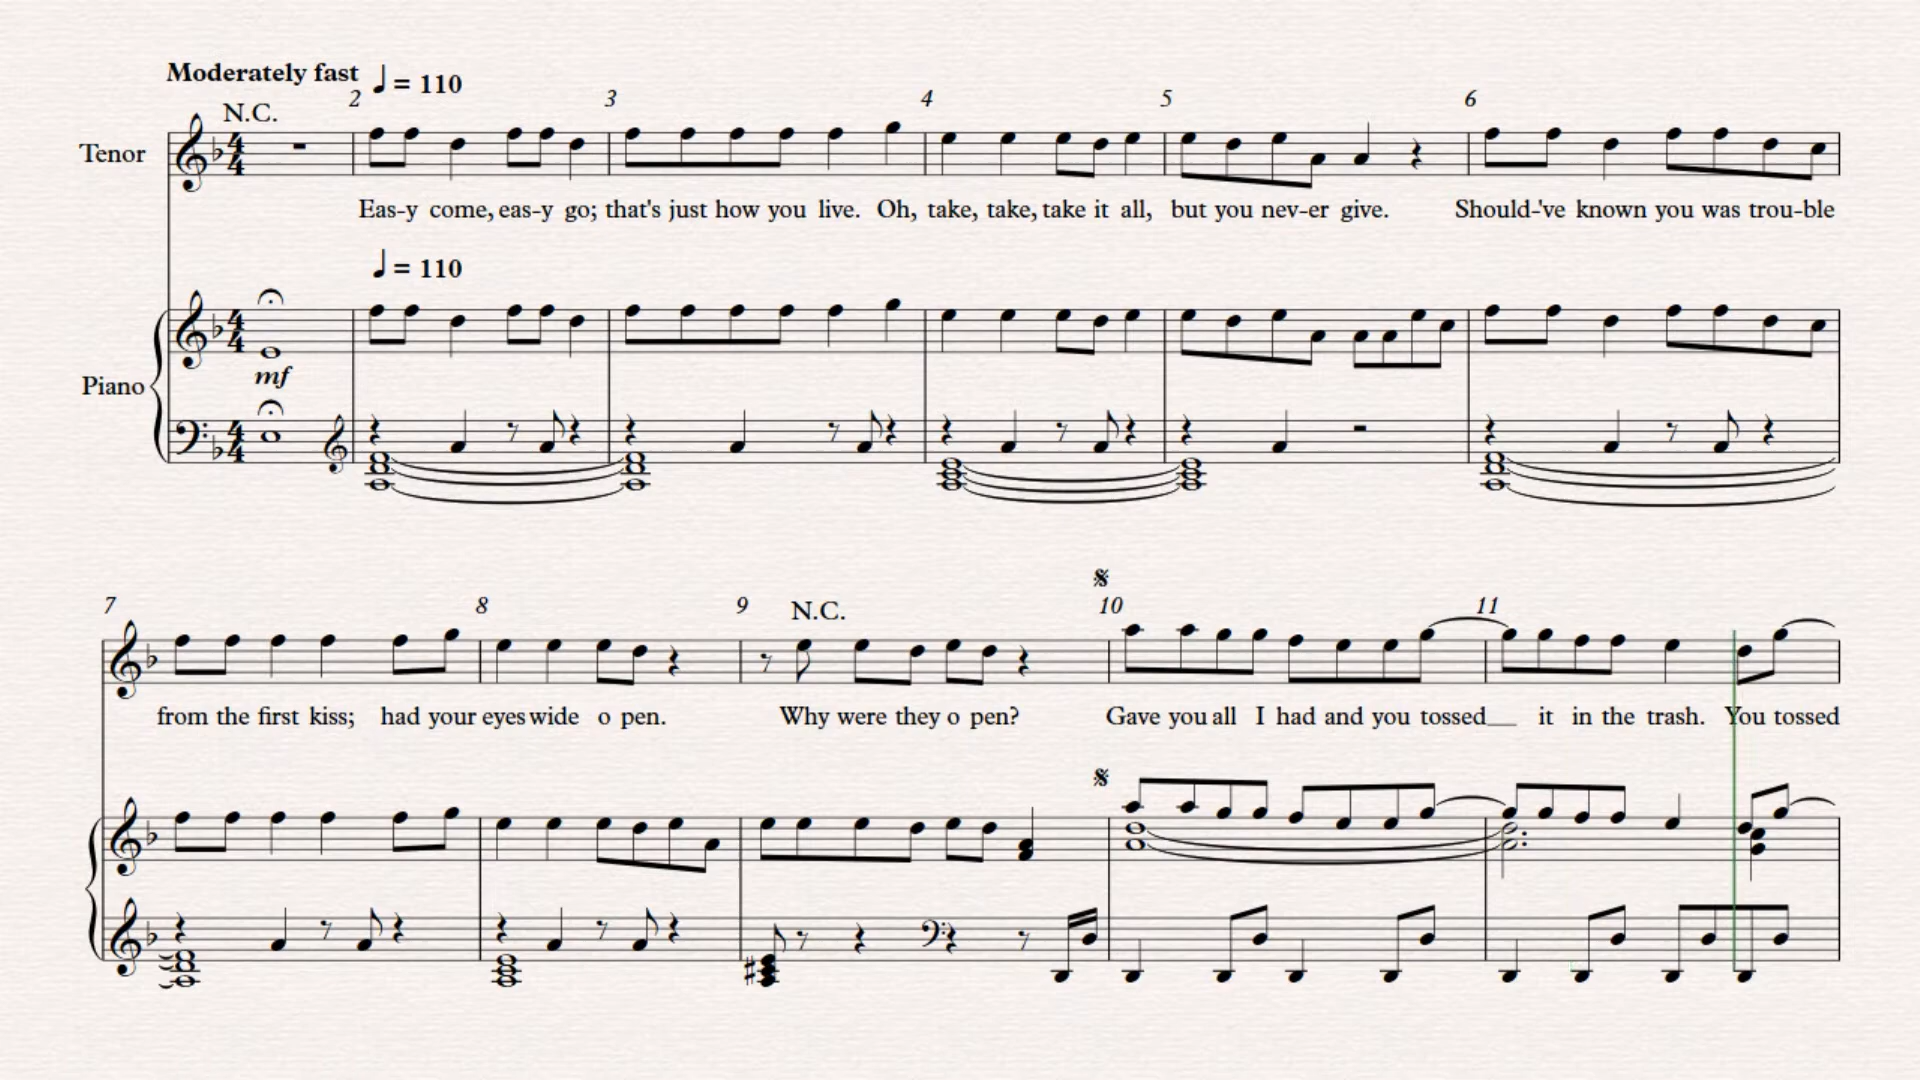 Moderately fast ♩ = 110
N.C.
2 3 4 5 6
Tenor
Eas-y come, eas-y go; that's just how you live. Oh, take, take, take it all, but you nev-er give. Should-'ve known you was trou-ble
♩ = 110
mf
Piano
7 8 9 N.C. 10 11
from the first kiss; had your eyes wide o pen. Why were they o pen? Gave you all I had and you tossed__ it in the trash. You tossed